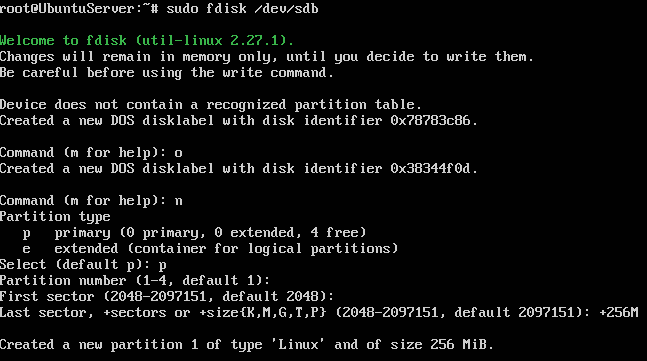 root@UbuntuServer:~# sudo fdisk /dev/sdb
Welcome to fdisk (util-linux 2.27.1).
Changes will remain in memory only, until you decide to write them.
Be careful before using the write command.
Device does not contain a recognized partition table.
Created a new DOS disklabel with disk identifier 0x78783c86.
Command (m for help): o
Created a new DOS disklabel with disk identifier 0x38344f0d.
Command (m for help): n
Partition type
p primary (0 primary, 0 extended, 4 free)
e extended (container for logical partitions)
Select (default p): p
Partition number (1-4, default 1):
First sector (2048-2097151, default 2048):
Last sector, +sectors or +size{K,M,G,T,P} (2048-2097151, default 2097151): +256M
Created a new partition 1 of type 'Linux' and of size 256 MiB.